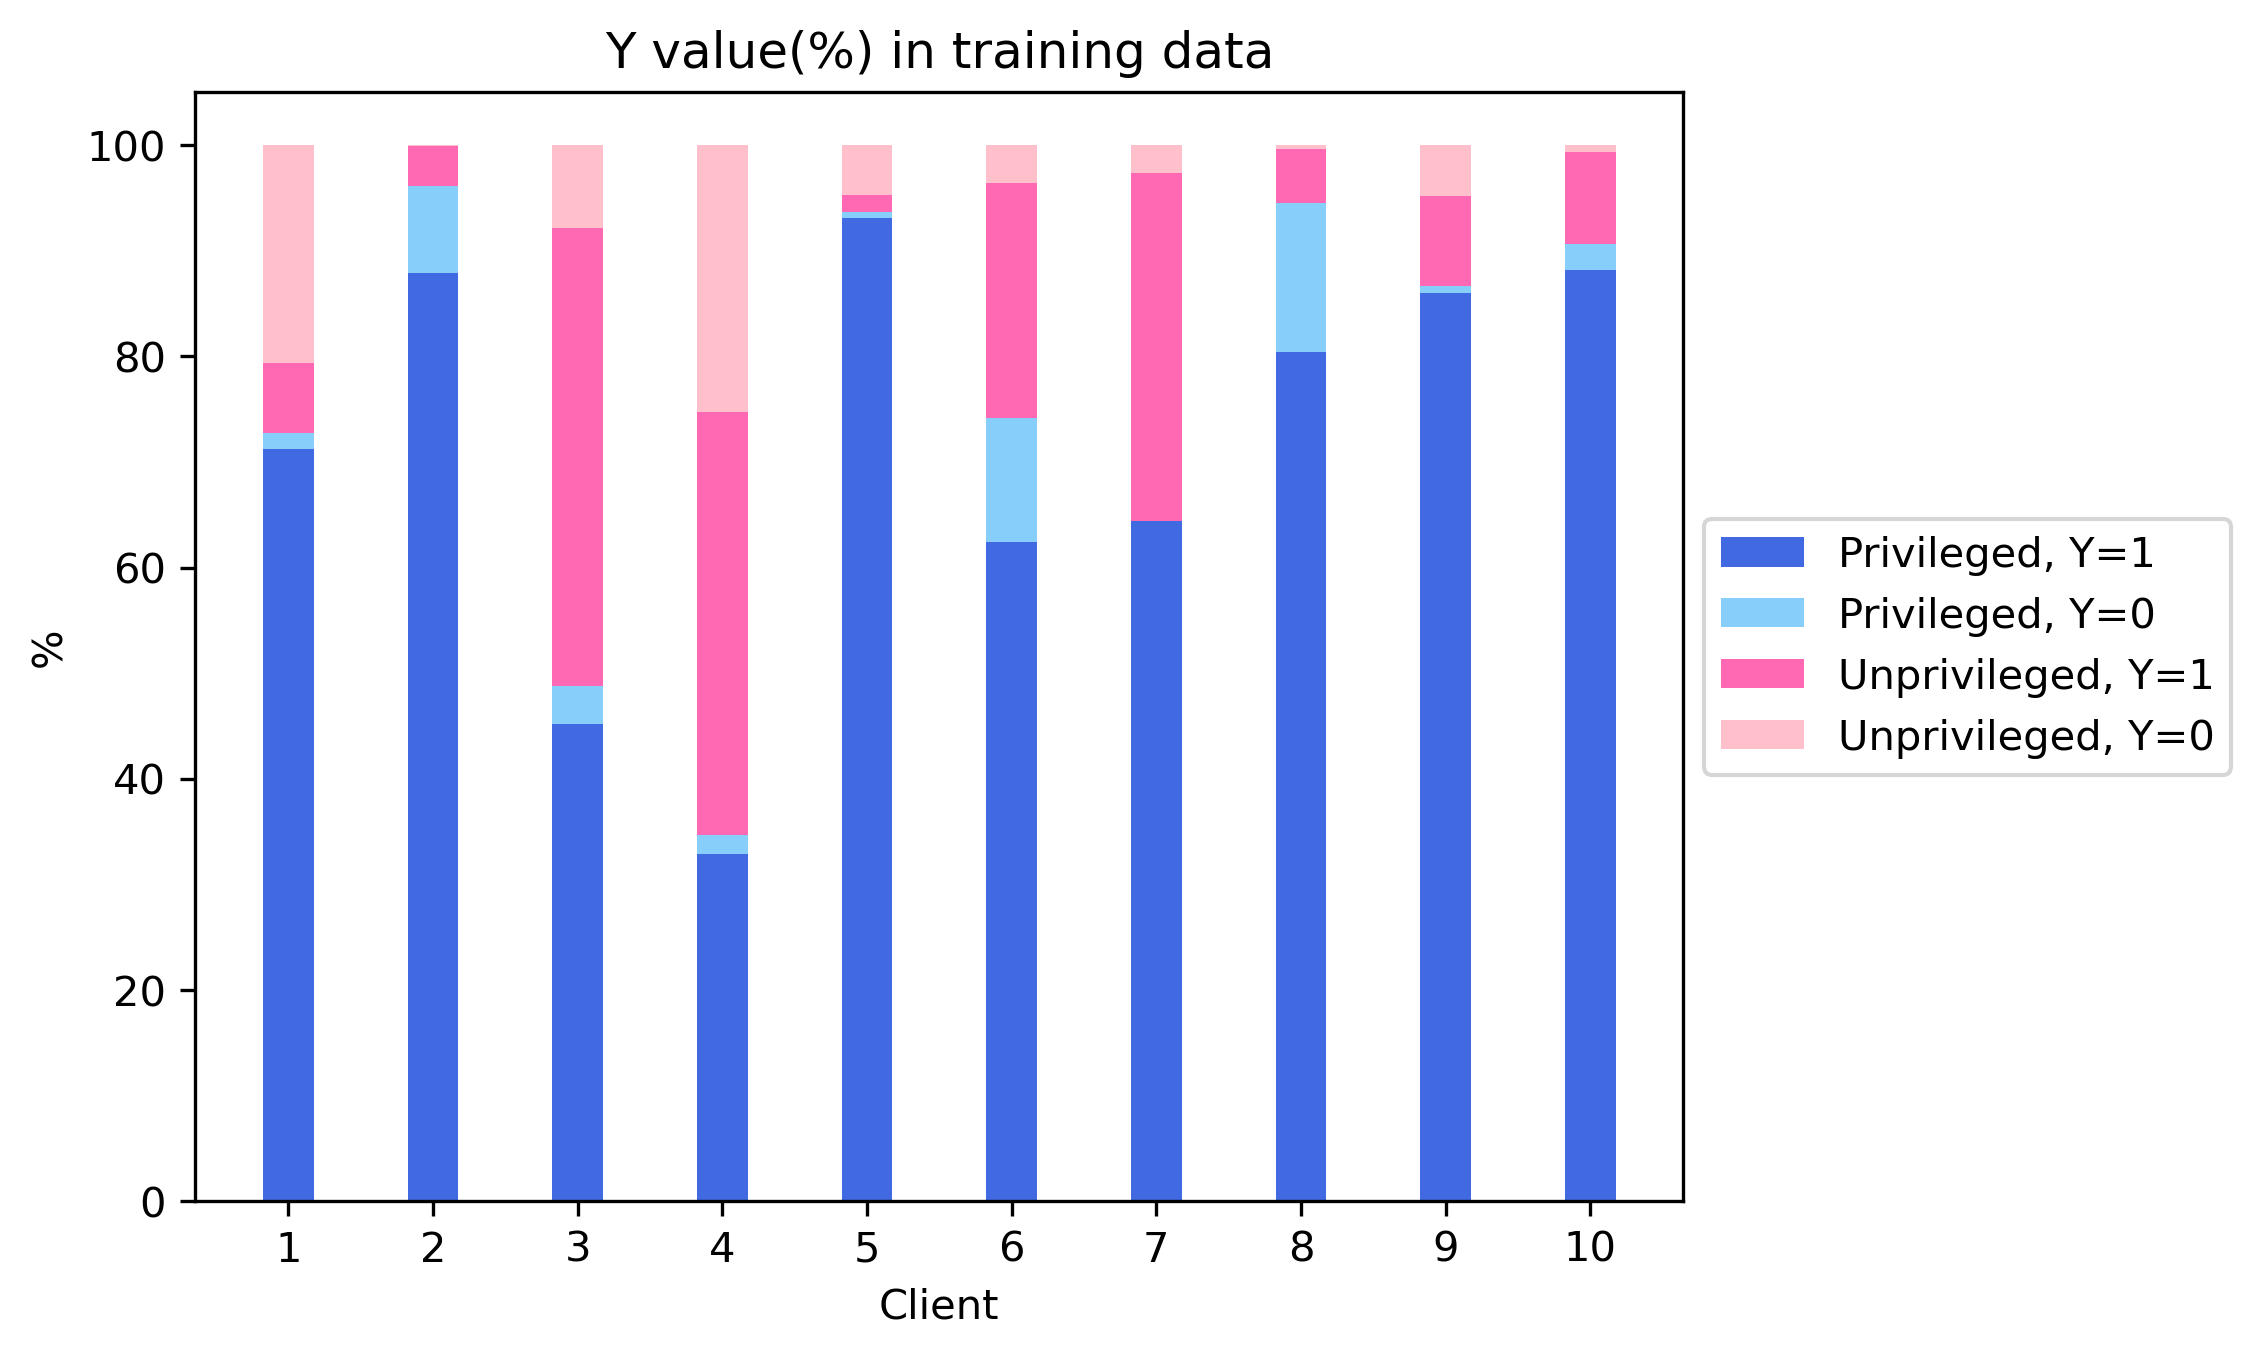 Y value(%) in training data
100
80
60
40
20
0
%
1 2 3 4 5 6 7 8 9 10
Client
Privileged, Y=1
Privileged, Y=0
Unprivileged, Y=1
Unprivileged, Y=0